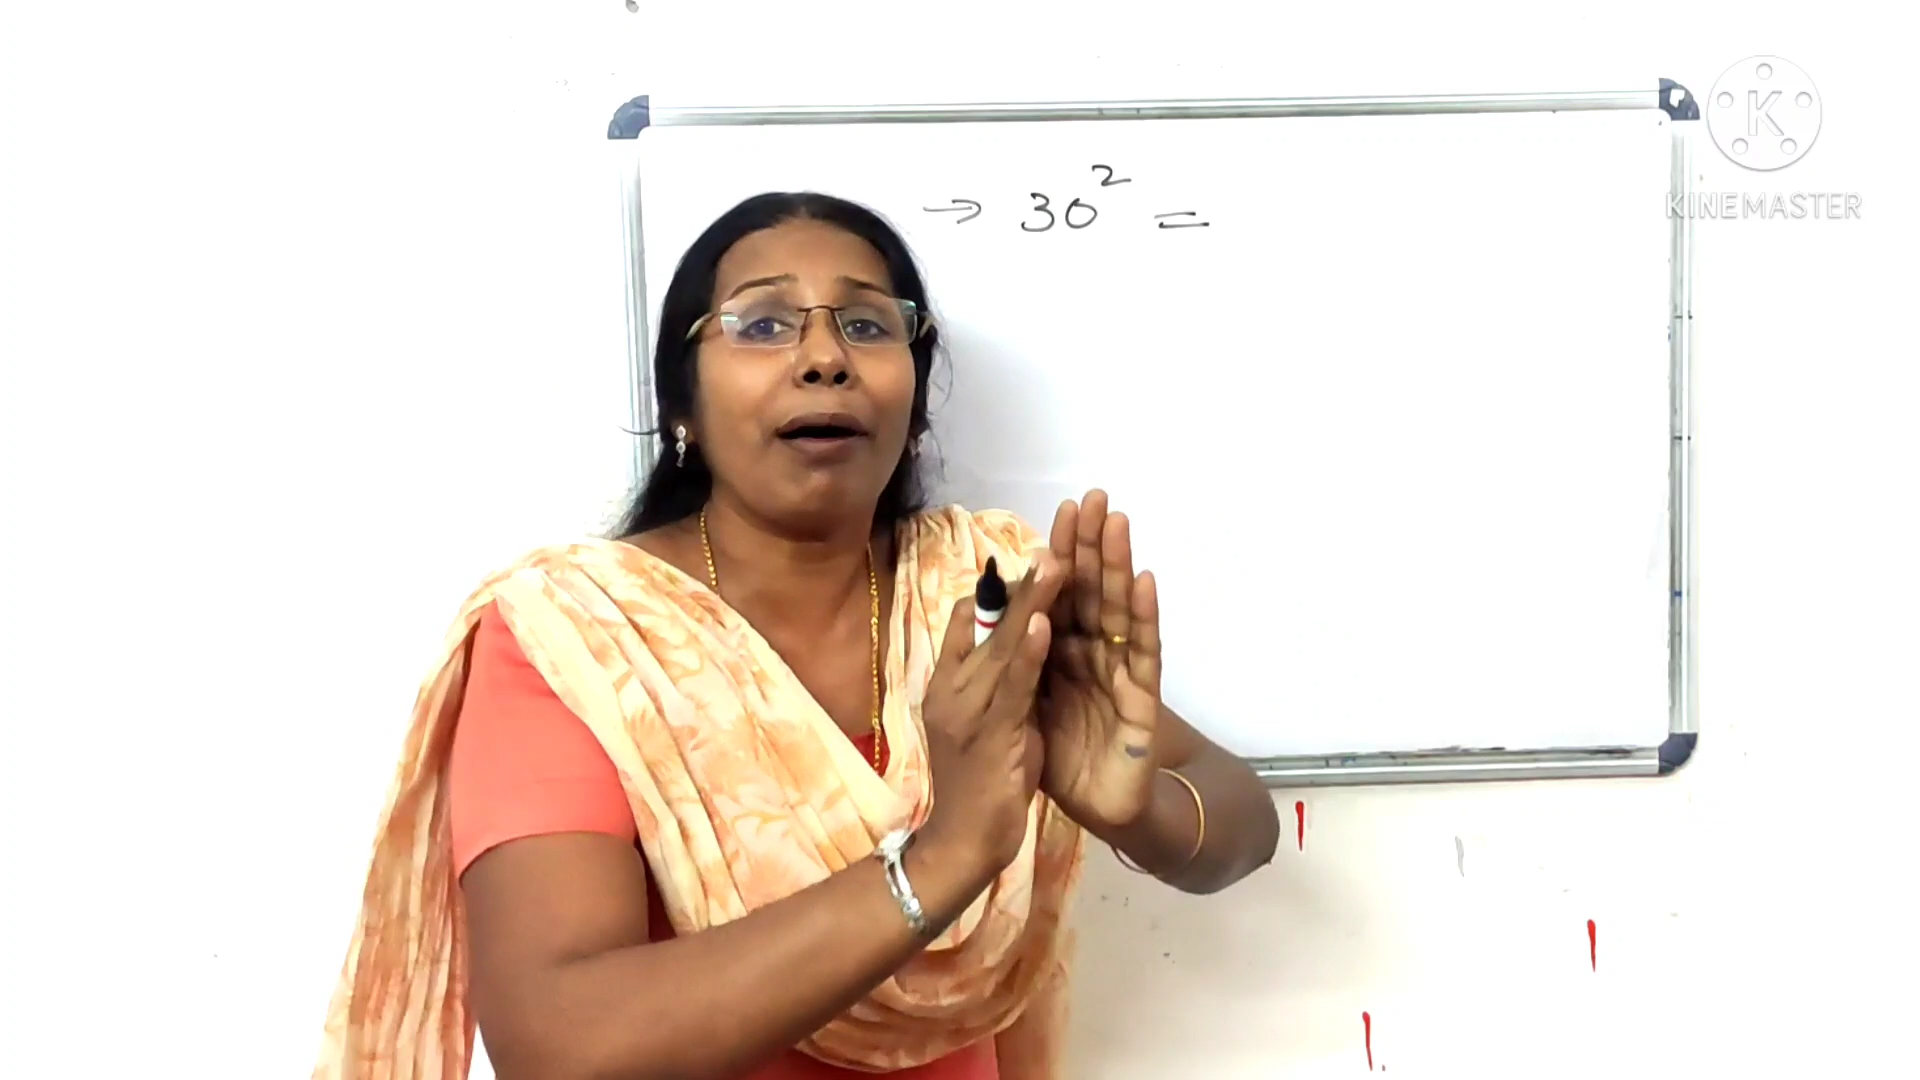 → 30² =
K
KINEMASTER